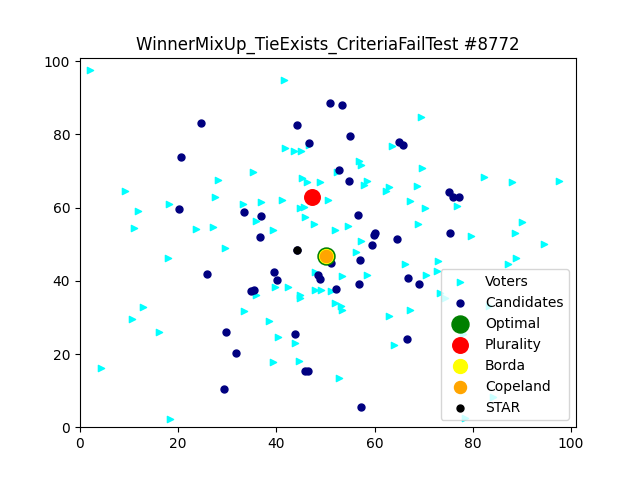 WinnerMixUp_TieExists_CriteriaFailTest #8772
100
80
60
40
20
0
0 20 40 60 80 100
Voters
Candidates
Optimal
Plurality
Borda
Copeland
STAR